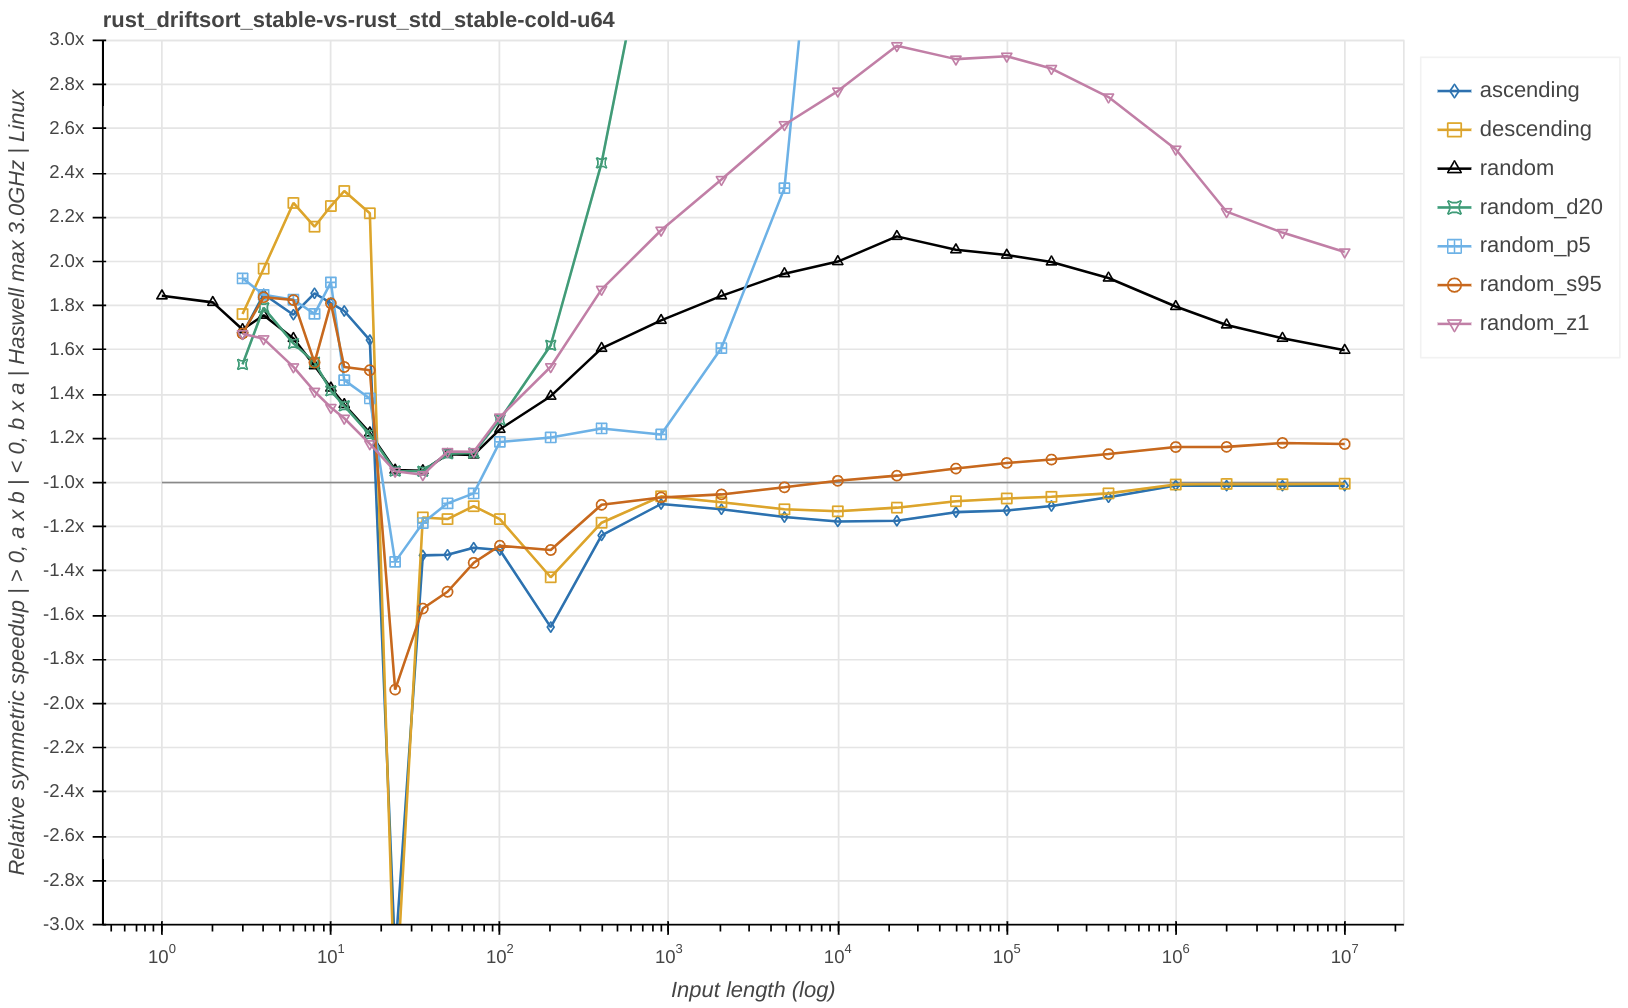 rust_driftsort_stable-vs-rust_std_stable-cold-u64
3.0x
2.8x
2.6x
2.4x
2.2x
2.0x
1.8x
1.6x
1.4x
1.2x
-1.0x
-1.2x
-1.4x
-1.6x
-1.8x
-2.0x
-2.2x
-2.4x
-2.6x
-2.8x
-3.0x
Relative symmetric speedup | > 0, a x b | < 0, b x a | Haswell max 3.0GHz | Linux
10⁰ 10¹ 10² 10³ 10⁴ 10⁵ 10⁶ 10⁷
Input length (log)
ascending
descending
random
random_d20
random_p5
random_s95
random_z1